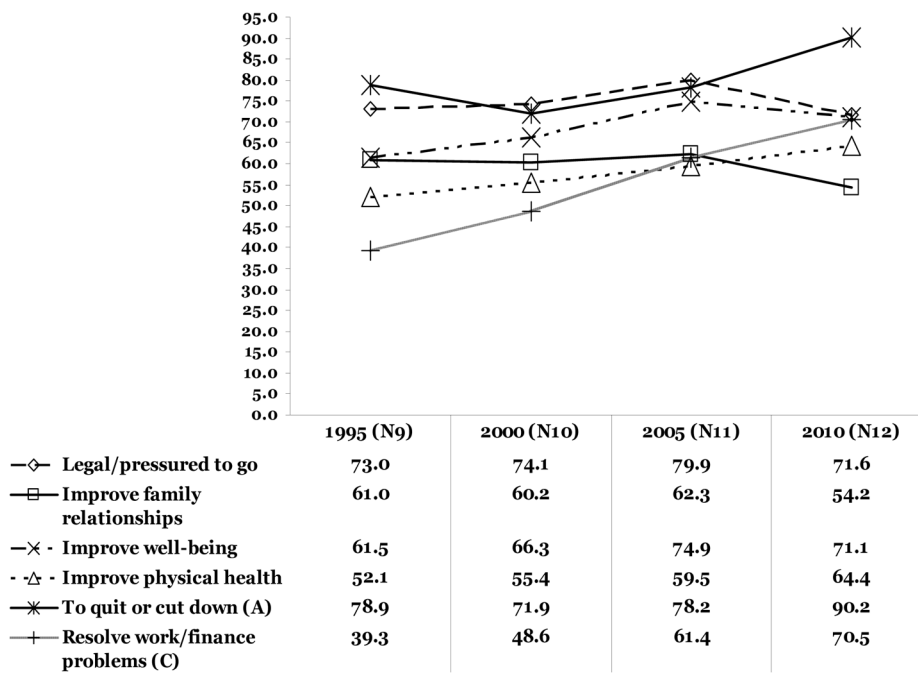 95.0
90.0
85.0
80.0
75.0
70.0
65.0
60.0
55.0
50.0
45.0
40.0
35.0
30.0
25.0
20.0
15.0
10.0
5.0
0.0
1995 (N9) 2000 (N10) 2005 (N11) 2010 (N12)
Legal/pressured to go 73.0 74.1 79.9 71.6
Improve family 61.0 60.2 62.3 54.2
relationships
Improve well-being 61.5 66.3 74.9 71.1
Improve physical health 52.1 55.4 59.5 64.4
To quit or cut down (A) 78.9 71.9 78.2 90.2
Resolve work/finance 39.3 48.6 61.4 70.5
problems (C)